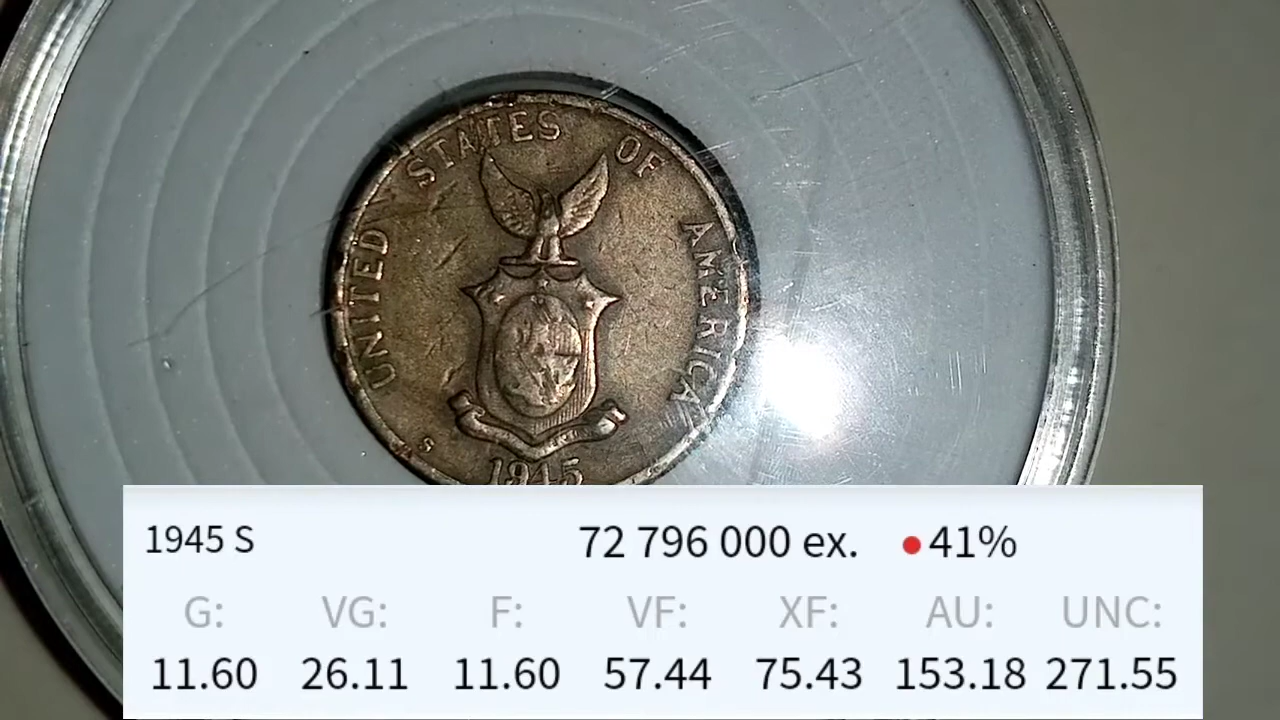 UNITED STATES OF AMERICA
S
1945
1945 S 72 796 000 ex. 41%
G: VG: F: VF: XF: AU: UNC:
11.60 26.11 11.60 57.44 75.43 153.18 271.55